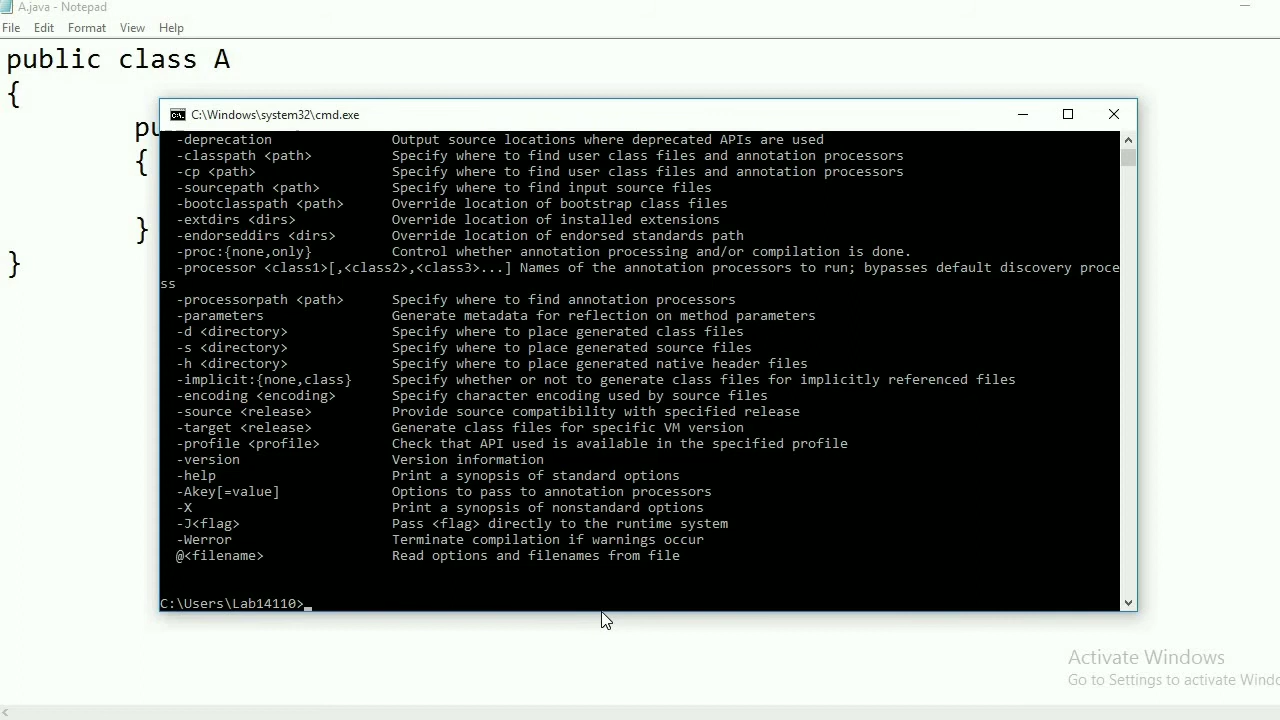 A.java - Notepad
File Edit Format View Help
public class A
{
{
}
}
C:\Windows\system32\cmd.exe
-deprecation Output source locations where deprecated APIs are used
-classpath <path> Specify where to find user class files and annotation processors
-cp <path> Specify where to find user class files and annotation processors
-sourcepath <path> Specify where to find input source files
-bootclasspath <path> Override location of bootstrap class files
-extdirs <dirs> Override location of installed extensions
-endorseddirs <dirs> Override location of endorsed standards path
-proc:{none,only} Control whether annotation processing and/or compilation is done.
-processor <class1>[,<class2>,<class3>...] Names of the annotation processors to run; bypasses default discovery proce
ss
-processorpath <path> Specify where to find annotation processors
-parameters Generate metadata for reflection on method parameters
-d <directory> Specify where to place generated class files
-s <directory> Specify where to place generated source files
-h <directory> Specify where to place generated native header files
-implicit:{none,class} Specify whether or not to generate class files for implicitly referenced files
-encoding <encoding> Specify character encoding used by source files
-source <release> Provide source compatibility with specified release
-target <release> Generate class files for specific VM version
-profile <profile> Check that API used is available in the specified profile
-version Version information
-help Print a synopsis of standard options
-Akey[=value] Options to pass to annotation processors
-X Print a synopsis of nonstandard options
-J<flag> Pass <flag> directly to the runtime system
-Werror Terminate compilation if warnings occur
@<filename> Read options and filenames from file
C:\Users\Lab14110>_
Activate Windows
Go to Settings to activate Windo